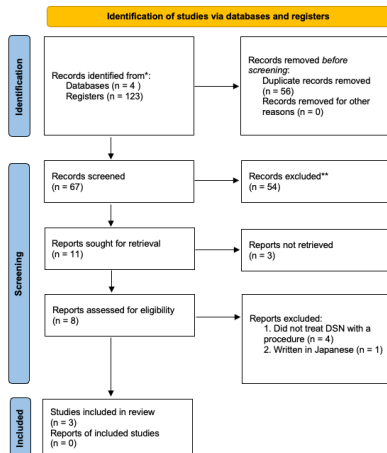 Identification of studies via databases and registers
Identification
Records identified from*:
Databases (n = 4 )
Registers (n = 123)
Records removed before
screening:
Duplicate records removed
(n = 56)
Records removed for other
reasons (n = 0)
Screening
Records screened
(n = 67)
Records excluded**
(n = 54)
Reports sought for retrieval
(n = 11)
Reports not retrieved
(n = 3)
Reports assessed for eligibility
(n = 8)
Reports excluded:
1. Did not treat DSN with a
procedure (n = 4)
2. Written in Japanese (n = 1)
Included
Studies included in review
(n = 3)
Reports of included studies
(n = 0)